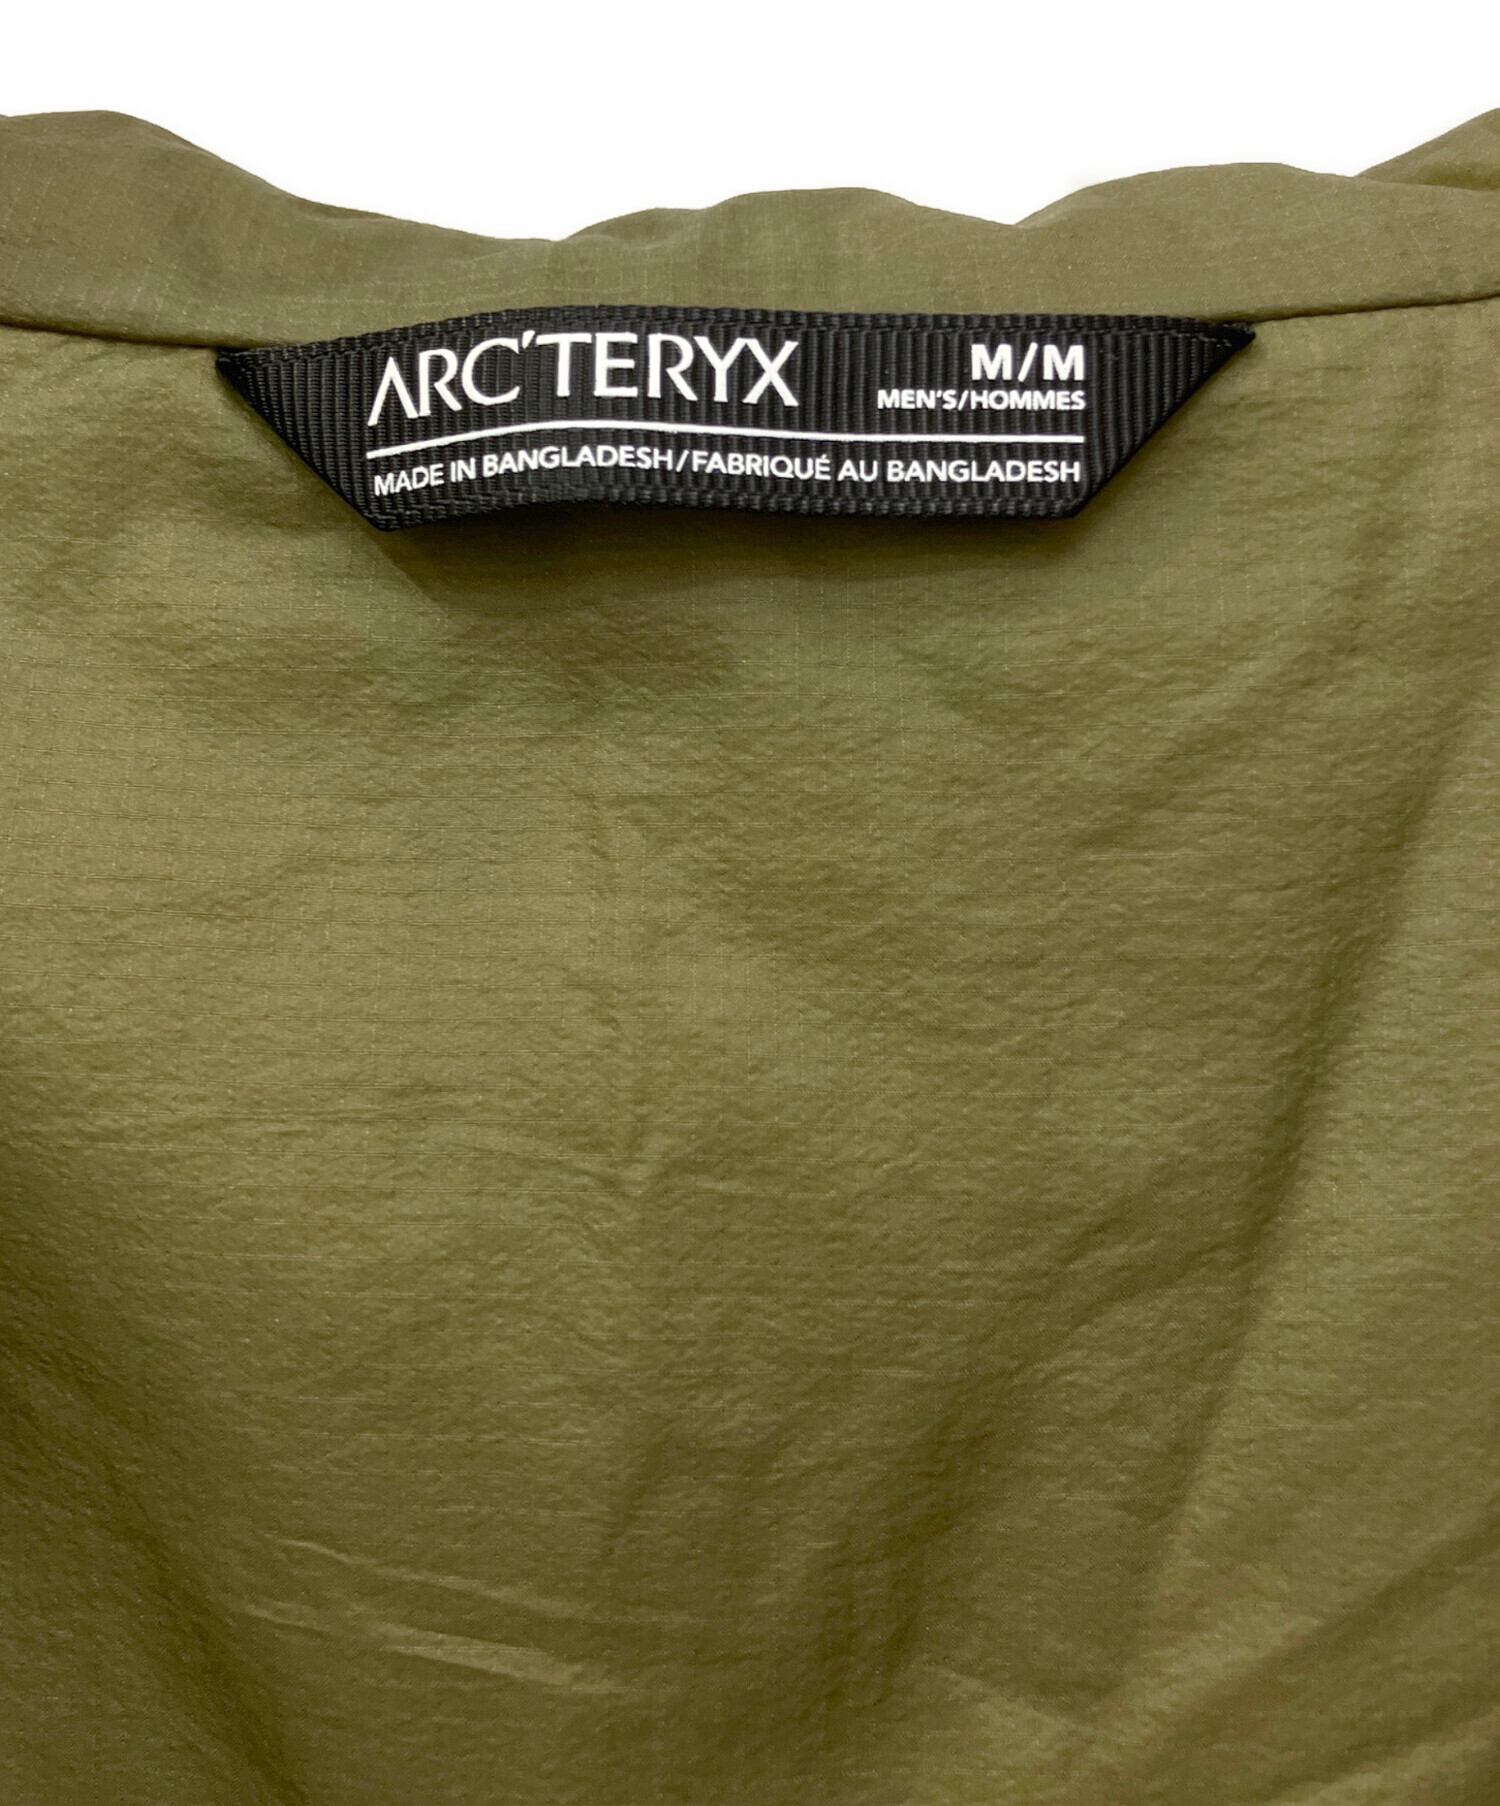 ARC'TERYX
M/M
MEN'S/HOMMES
MADE IN BANGLADESH/FABRIQUÉ AU BANGLADESH